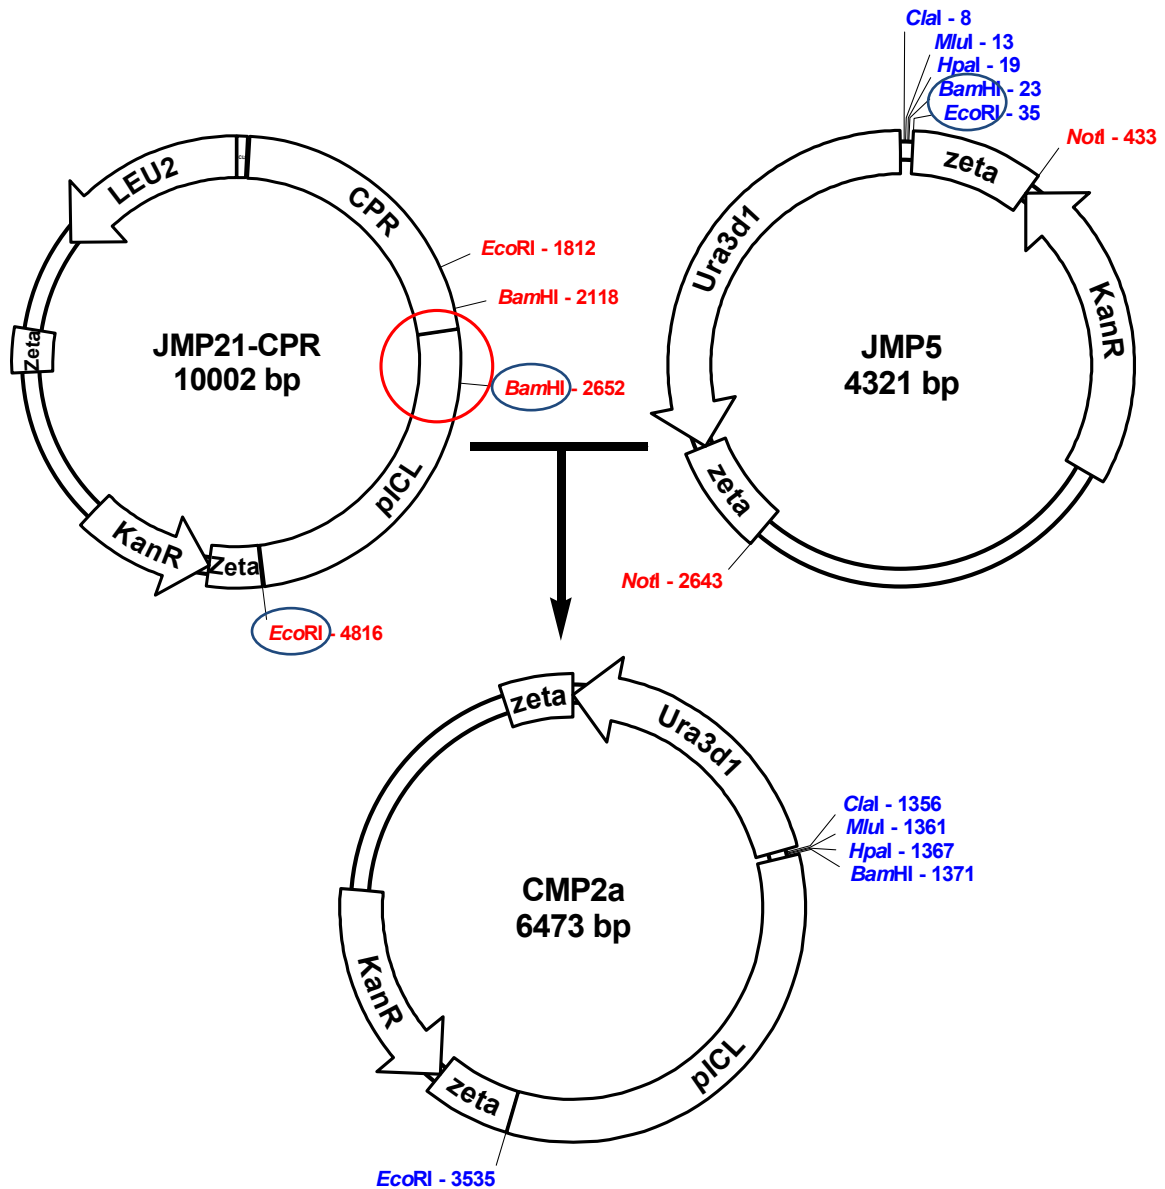 ClaI - 8
MluI - 13
HpaI - 19
BamHI - 23
EcoRI - 35
NotI - 433
zeta
Ura3d1
KanR
JMP5
4321 bp
zeta
NotI - 2643
LEU2
CPR
EcoRI - 1812
BamHI - 2118
Zeta
JMP21-CPR
10002 bp
BamHI - 2652
pICL
KanR
Zeta
EcoRI - 4816
zeta
Ura3d1
ClaI - 1356
MluI - 1361
HpaI - 1367
BamHI - 1371
CMP2a
6473 bp
KanR
zeta
pICL
EcoRI - 3535